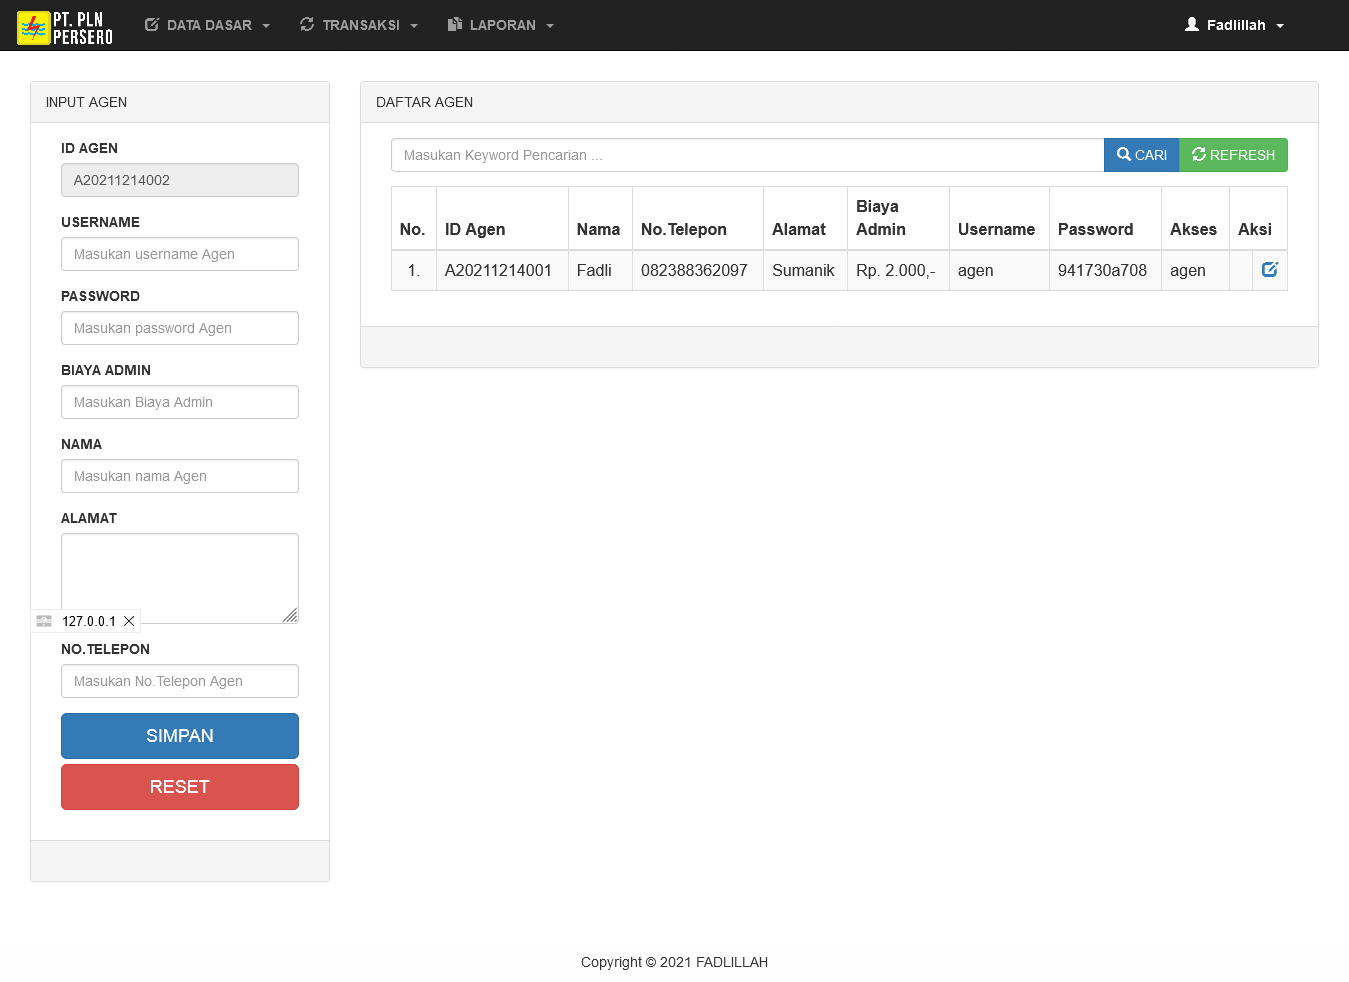 PT. PLN
PERSERO
DATA DASAR
TRANSAKSI
LAPORAN
Fadlillah
INPUT AGEN
ID AGEN
A20211214002
USERNAME
Masukan username Agen
PASSWORD
Masukan password Agen
BIAYA ADMIN
Masukan Biaya Admin
NAMA
Masukan nama Agen
ALAMAT
127.0.0.1
NO.TELEPON
Masukan No.Telepon Agen
SIMPAN
RESET
DAFTAR AGEN
Masukan Keyword Pencarian ...
CARI
REFRESH
No. ID Agen Nama No.Telepon Alamat Biaya Admin Username Password Akses Aksi
1. A20211214001 Fadli 082388362097 Sumanik Rp. 2.000,- agen 941730a708 agen
Copyright © 2021 FADLILLAH